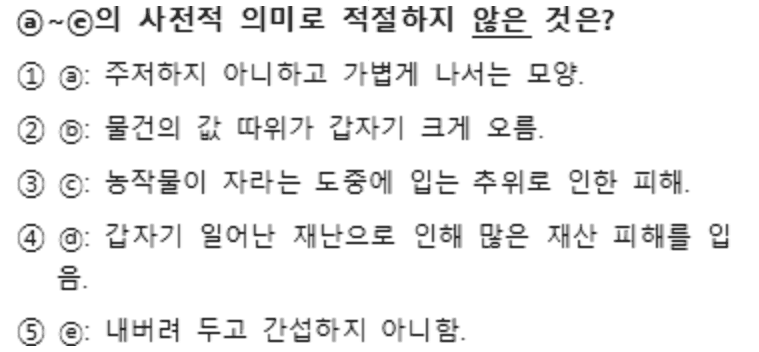 ⓐ~ⓔ의 사전적 의미로 적절하지 않은 것은?
① ⓐ: 주저하지 아니하고 가볍게 나서는 모양.
② ⓑ: 물건의 값 따위가 갑자기 크게 오름.
③ ⓒ: 농작물이 자라는 도중에 입는 추위로 인한 피해.
④ ⓓ: 갑자기 일어난 재난으로 인해 많은 재산 피해를 입
음.
⑤ ⓔ: 내버려 두고 간섭하지 아니함.